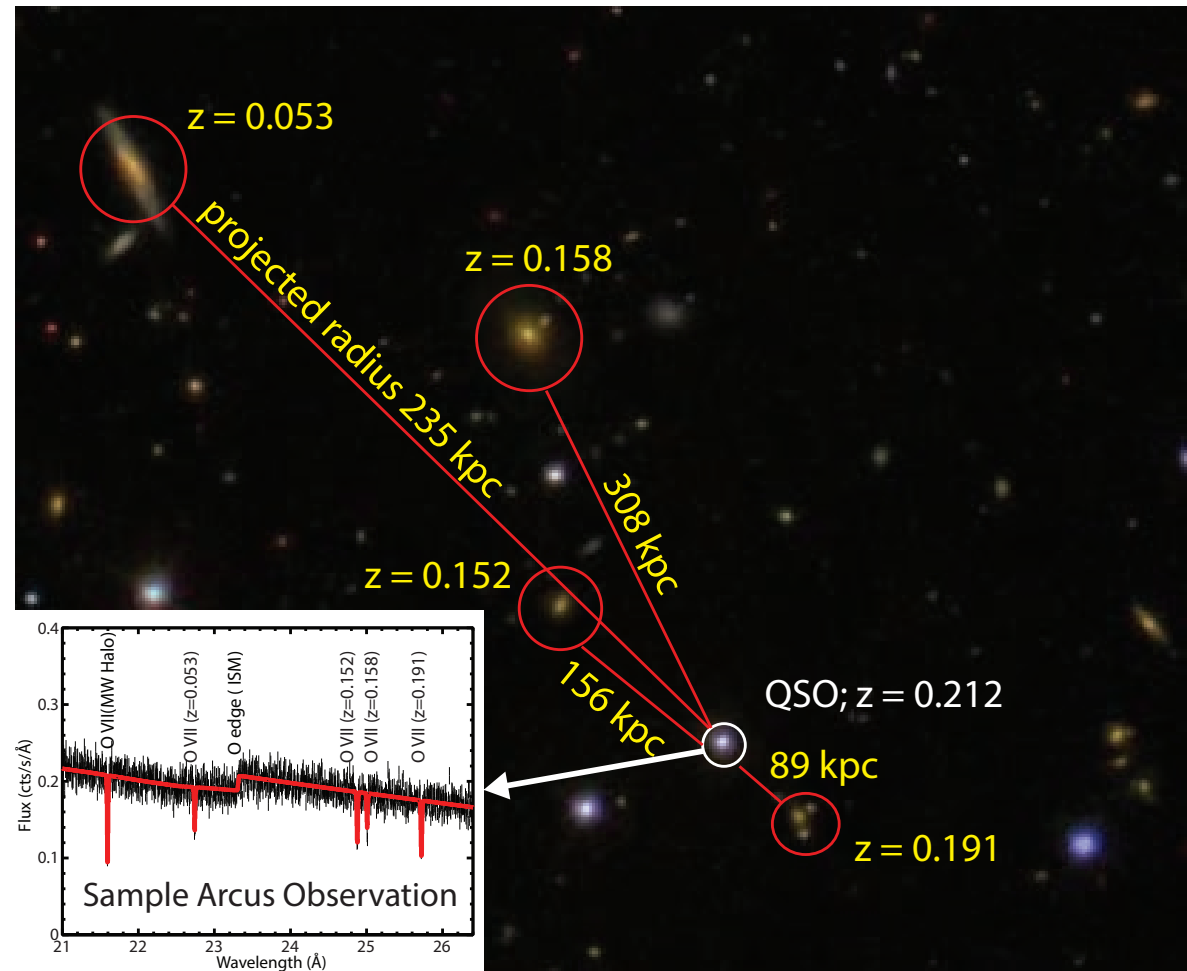 z = 0.053
projected radius 235 kpc
z = 0.158
308 kpc
z = 0.152
156 kpc
QSO; z = 0.212
89 kpc
z = 0.191
O VII(MW Halo)
O VII (z=0.053)
O edge ( ISM)
O VII (z=0.152)
O VII (z=0.158)
O VII (z=0.191)
Flux (cts/s/Å)
0.4
0.3
0.2
0.1
0
Sample Arcus Observation
21 22 23 24 25 26
Wavelength (Å)